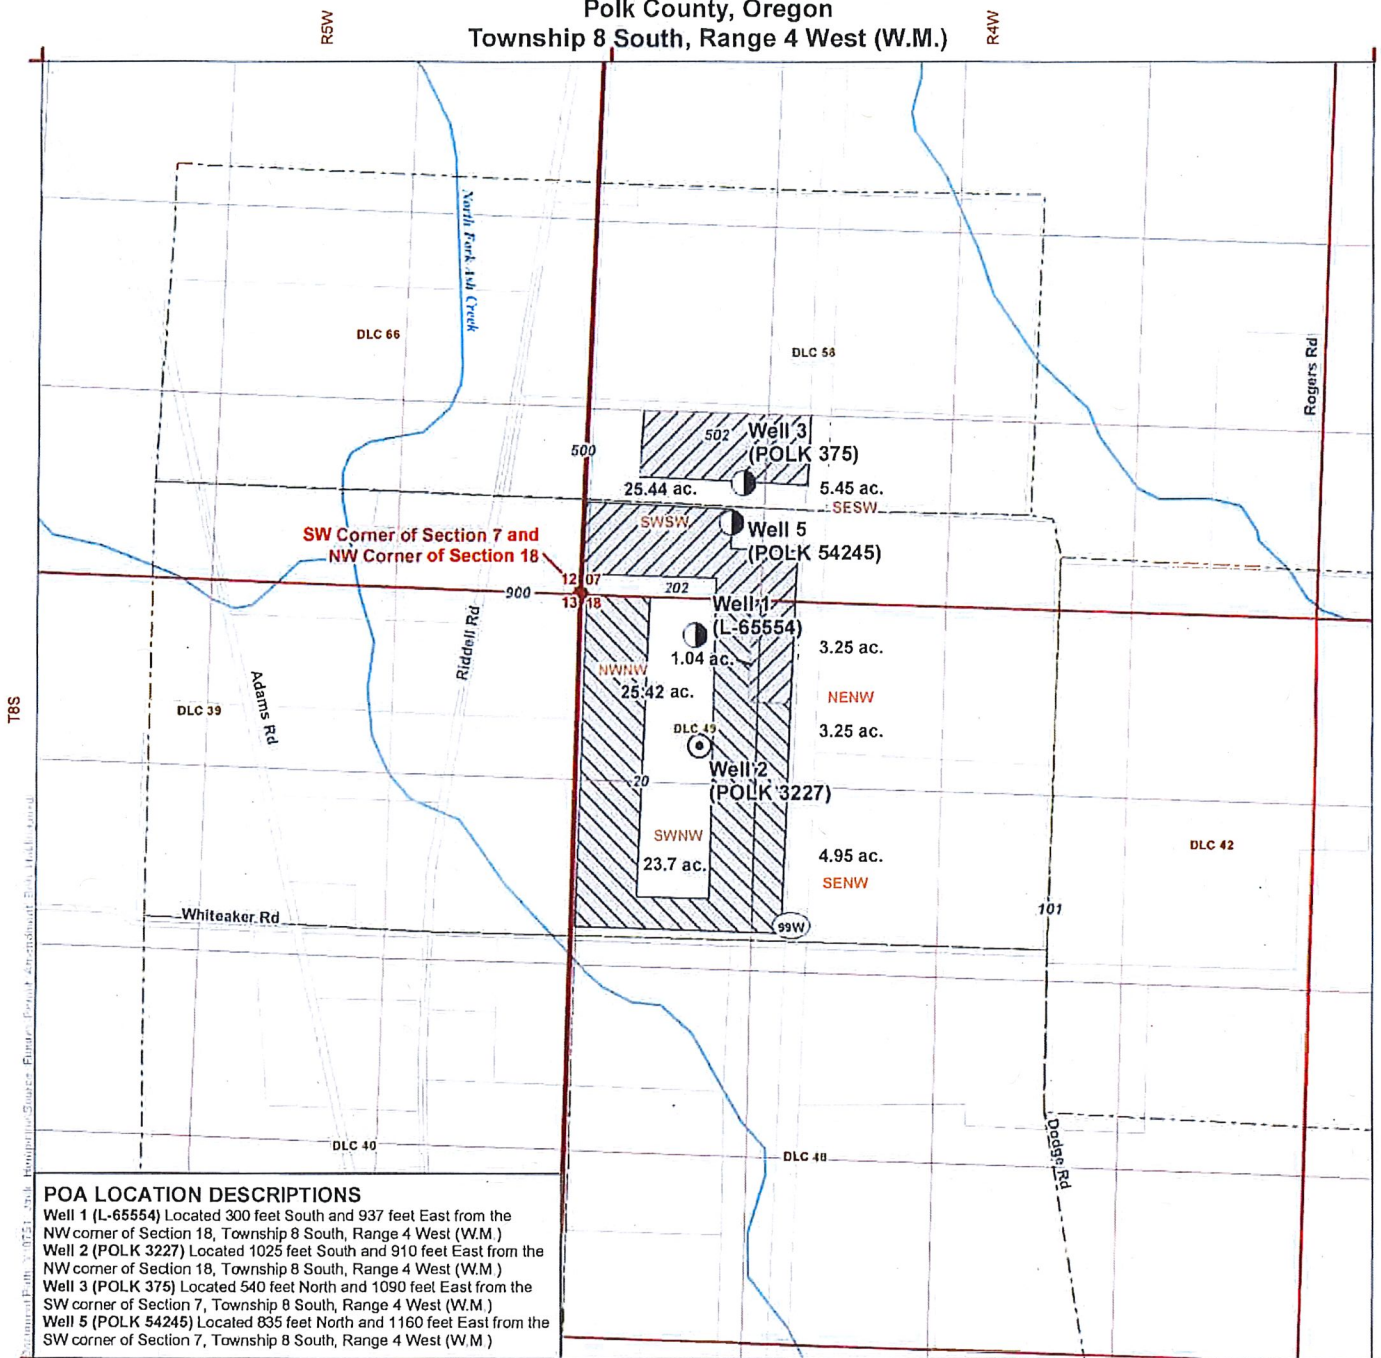 Polk County, Oregon
Township 8 South, Range 4 West (W.M.)
R5W
R4W
North Fork Ash Creek
DLC 66
DLC 58
Rogers Rd
502
Well 3
(POLK 375)
500
25.44 ac.
5.45 ac.
SESW
SWSW
Well 5
(POLK 54245)
SW Corner of Section 7 and
NW Corner of Section 18
12 07
202
900
13 18
Well 1
(L-65554)
Riddell Rd
3.25 ac.
1.04 ac.
NWNW
25.42 ac.
NENW
T8S
DLC 39
Adams Rd
DLC 49
3.25 ac.
Well 2
(POLK 3227)
20
SWNW
23.7 ac.
4.95 ac.
SENW
DLC 42
Whiteaker Rd
99W
101
DLC 40
DLC 48
Dodge Rd
POA LOCATION DESCRIPTIONS
Well 1 (L-65554) Located 300 feet South and 937 feet East from the
NW corner of Section 18, Township 8 South, Range 4 West (W.M.)
Well 2 (POLK 3227) Located 1025 feet South and 910 feet East from the
NW corner of Section 18, Township 8 South, Range 4 West (W.M.)
Well 3 (POLK 375) Located 540 feet North and 1090 feet East from the
SW corner of Section 7, Township 8 South, Range 4 West (W.M.)
Well 5 (POLK 54245) Located 835 feet North and 1160 feet East from the
SW corner of Section 7, Township 8 South, Range 4 West (W.M.)